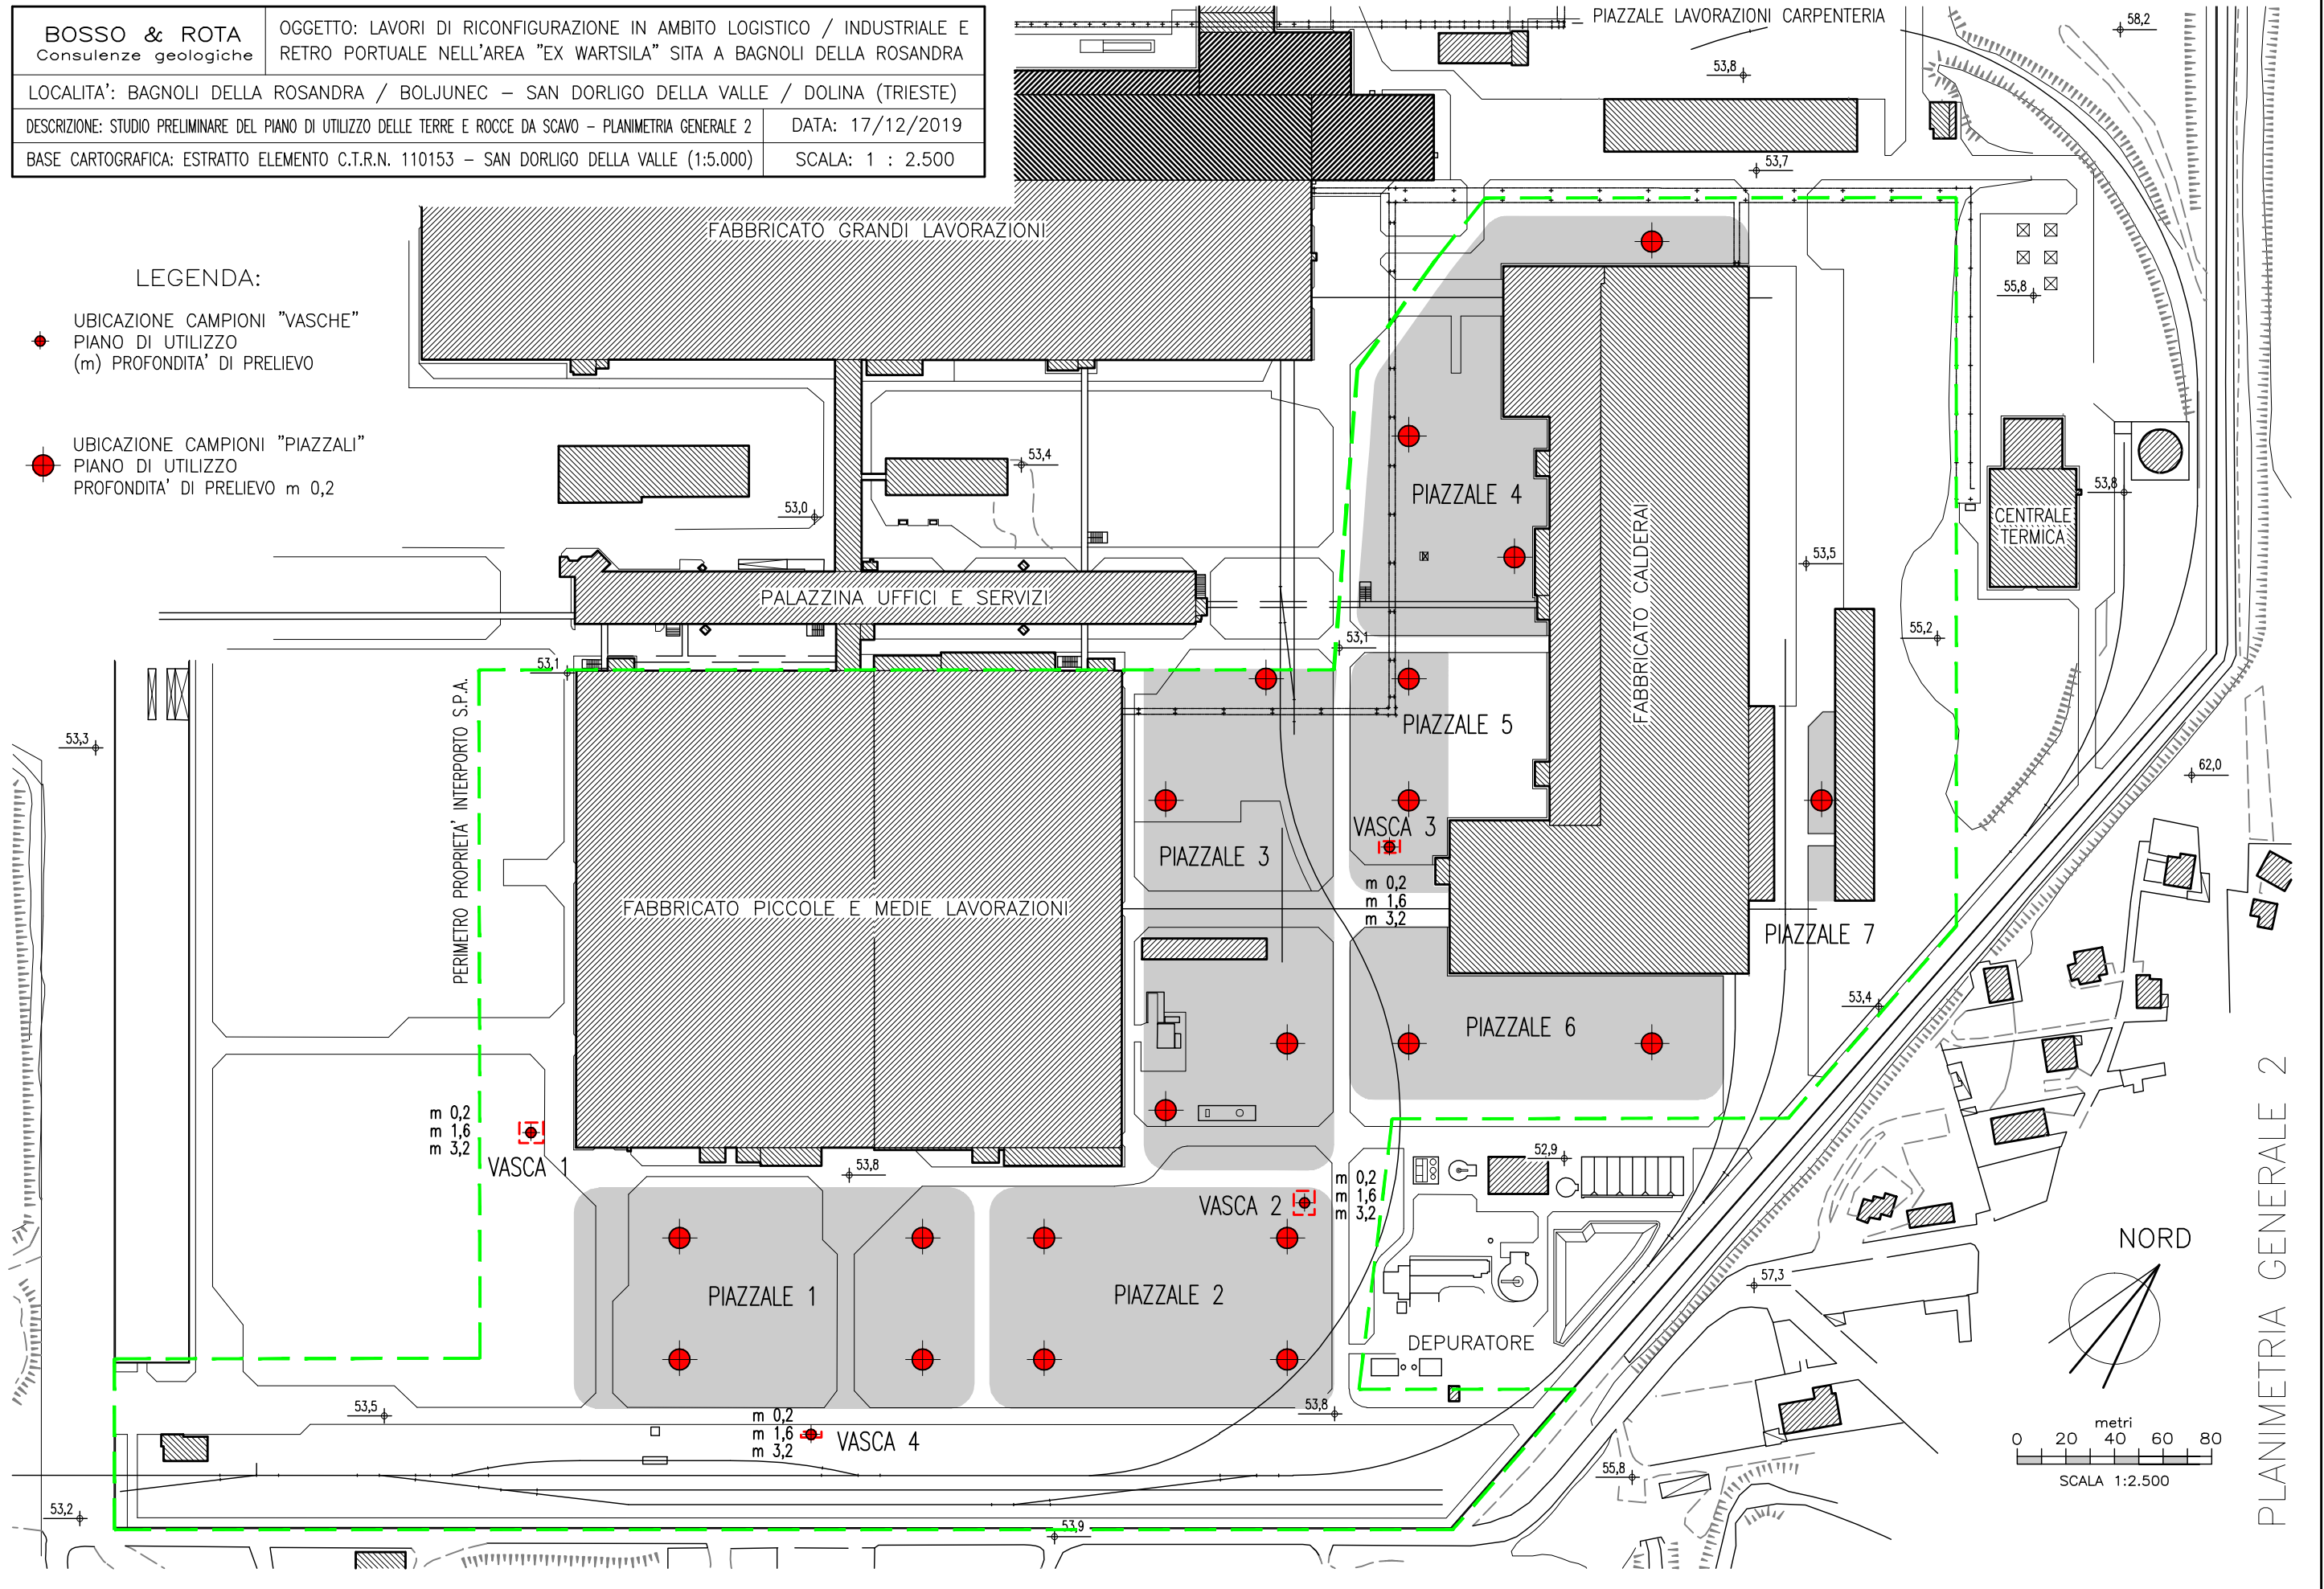 BOSSO & ROTA
Consulenze geologiche
OGGETTO: LAVORI DI RICONFIGURAZIONE IN AMBITO LOGISTICO / INDUSTRIALE E
RETRO PORTUALE NELL'AREA "EX WARTSILA" SITA A BAGNOLI DELLA ROSANDRA
LOCALITA': BAGNOLI DELLA ROSANDRA / BOLJUNEC – SAN DORLIGO DELLA VALLE / DOLINA (TRIESTE)
DESCRIZIONE: STUDIO PRELIMINARE DEL PIANO DI UTILIZZO DELLE TERRE E ROCCE DA SCAVO – PLANIMETRIA GENERALE 2
DATA: 17/12/2019
BASE CARTOGRAFICA: ESTRATTO ELEMENTO C.T.R.N. 110153 – SAN DORLIGO DELLA VALLE (1:5.000)
SCALA: 1 : 2.500
PIAZZALE LAVORAZIONI CARPENTERIA
58,2
53,8
53,7
FABBRICATO GRANDI LAVORAZIONI
LEGENDA:
UBICAZIONE CAMPIONI "VASCHE"
PIANO DI UTILIZZO
(m) PROFONDITA' DI PRELIEVO
UBICAZIONE CAMPIONI "PIAZZALI"
PIANO DI UTILIZZO
PROFONDITA' DI PRELIEVO m 0,2
55,8
53,4
53,0
PIAZZALE 4
53,8
CENTRALE
TERMICA
FABBRICATO CALDERAI
53,5
PALAZZINA UFFICI E SERVIZI
53,1
55,2
53,1
PERIMETRO PROPRIETA' INTERPORTO S.P.A.
53,3
PIAZZALE 5
62,0
VASCA 3
m 0,2
m 1,6
m 3,2
PIAZZALE 3
FABBRICATO PICCOLE E MEDIE LAVORAZIONI
PIAZZALE 7
53,4
PIAZZALE 6
m 0,2
m 1,6
m 3,2
VASCA 1
53,8
52,9
VASCA 2
m 0,2
m 1,6
m 3,2
PIAZZALE 1
PIAZZALE 2
57,3
NORD
DEPURATORE
53,5
53,8
m 0,2
m 1,6
m 3,2
VASCA 4
55,8
53,2
53,9
metri
0 20 40 60 80
SCALA 1:2.500
PLANIMETRIA GENERALE 2